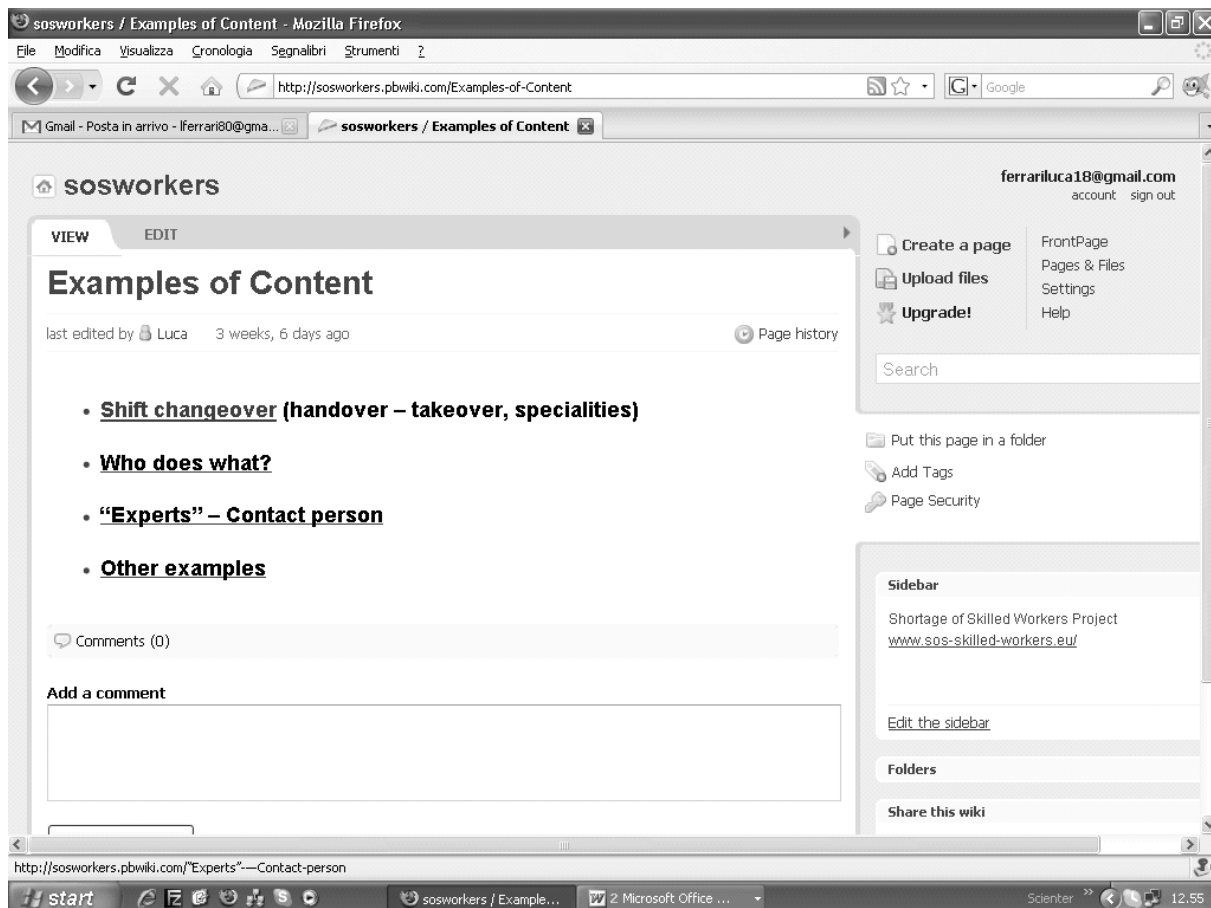 sosworkers / Examples of Content - Mozilla Firefox
File Modifica Visualizza Cronologia Segnalibri Strumenti ?
http://sosworkers.pbwiki.com/Examples-of-Content
G Google
Gmail - Posta in arrivo - lferrari80@gma...
sosworkers / Examples of Content
sosworkers
ferrariluca18@gmail.com
account sign out
VIEW EDIT
Examples of Content
last edited by Luca 3 weeks, 6 days ago
Page history
• Shift changeover (handover – takeover, specialities)
• Who does what?
• “Experts” – Contact person
• Other examples
Comments (0)
Add a comment
Create a page
Upload files
Upgrade!
FrontPage
Pages & Files
Settings
Help
Search
Put this page in a folder
Add Tags
Page Security
Sidebar
Shortage of Skilled Workers Project
www.sos-skilled-workers.eu/
Edit the sidebar
Folders
Share this wiki
http://sosworkers.pbwiki.com/“Experts”-–-Contact-person
start
sosworkers / Example...
2 Microsoft Office ...
Scienter »
12.55